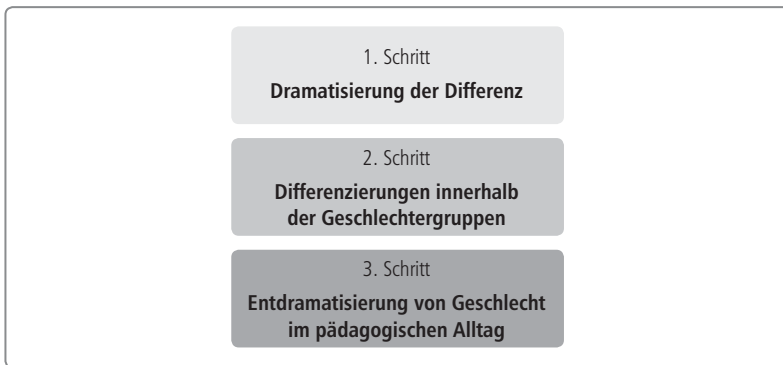 1. Schritt
Dramatisierung der Differenz
2. Schritt
Differenzierungen innerhalb
der Geschlechtergruppen
3. Schritt
Entdramatisierung von Geschlecht
im pädagogischen Alltag